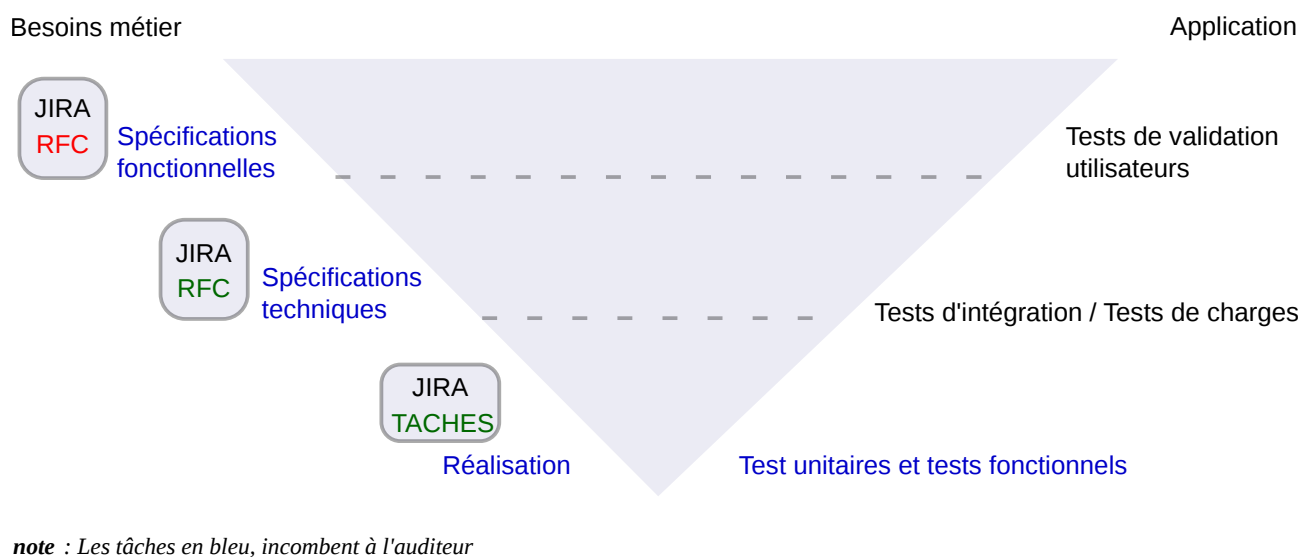 Besoins métier
Application
JIRA
RFC
Spécifications
fonctionnelles
Tests de validation
utilisateurs
JIRA
RFC
Spécifications
techniques
Tests d'intégration / Tests de charges
JIRA
TACHES
Réalisation
Test unitaires et tests fonctionnels
note : Les tâches en bleu, incombent à l'auditeur